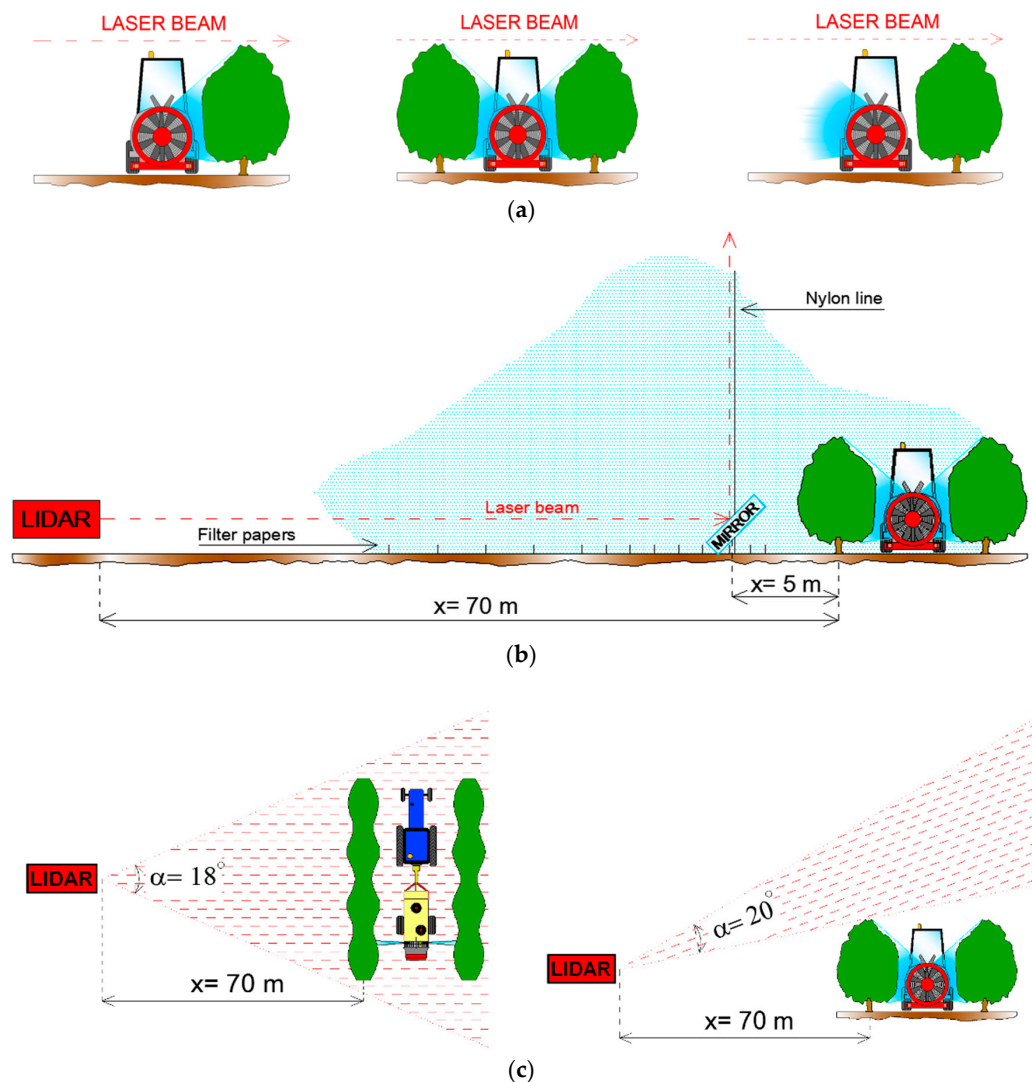 LASER BEAM LASER BEAM LASER BEAM
(a)
Nylon line
LIDAR
Laser beam
Filter papers
MIRROR
x= 5 m
x= 70 m
(b)
LIDAR
α= 18°
x= 70 m
α= 20°
LIDAR
x= 70 m
(c)